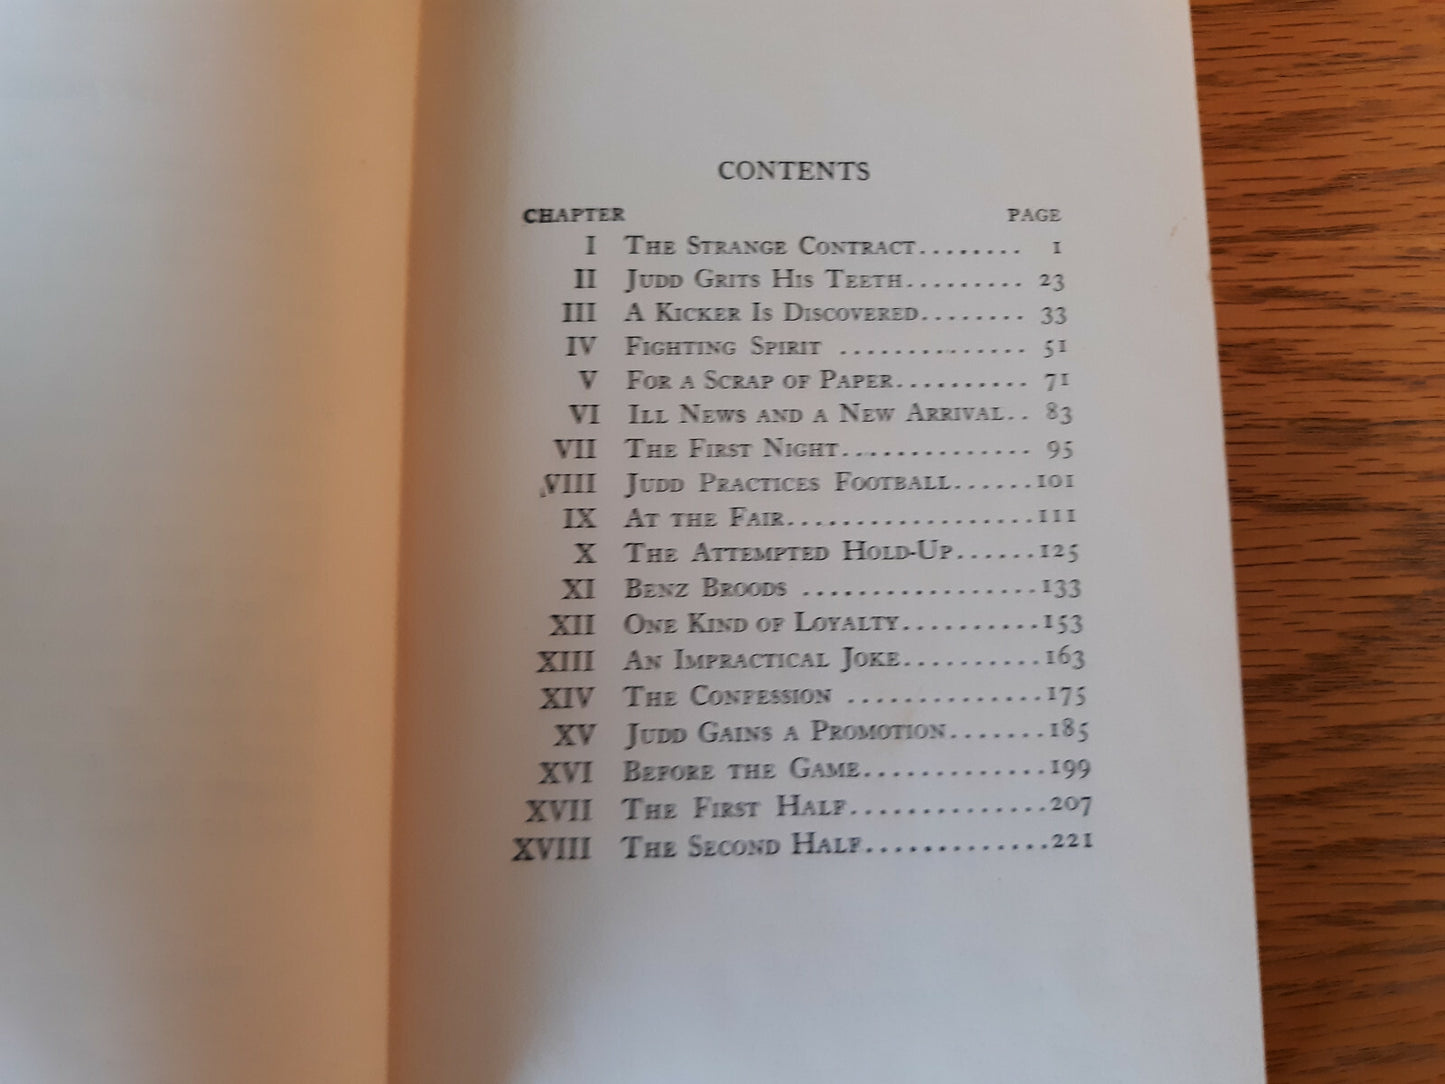 CONTENTS
CHAPTER PAGE
I THE STRANGE CONTRACT........ 1
II JUDD GRITS HIS TEETH......... 23
III A KICKER IS DISCOVERED........ 33
IV FIGHTING SPIRIT .............. 51
V FOR A SCRAP OF PAPER.......... 71
VI ILL NEWS AND A NEW ARRIVAL.. 83
VII THE FIRST NIGHT.............. 95
VIII JUDD PRACTICES FOOTBALL......101
IX AT THE FAIR..................111
X THE ATTEMPTED HOLD-UP......125
XI BENZ BROODS .................133
XII ONE KIND OF LOYALTY..........153
XIII AN IMPRACTICAL JOKE..........163
XIV THE CONFESSION ..............175
XV JUDD GAINS A PROMOTION.......185
XVI BEFORE THE GAME.............199
XVII THE FIRST HALF..............207
XVIII THE SECOND HALF.............221